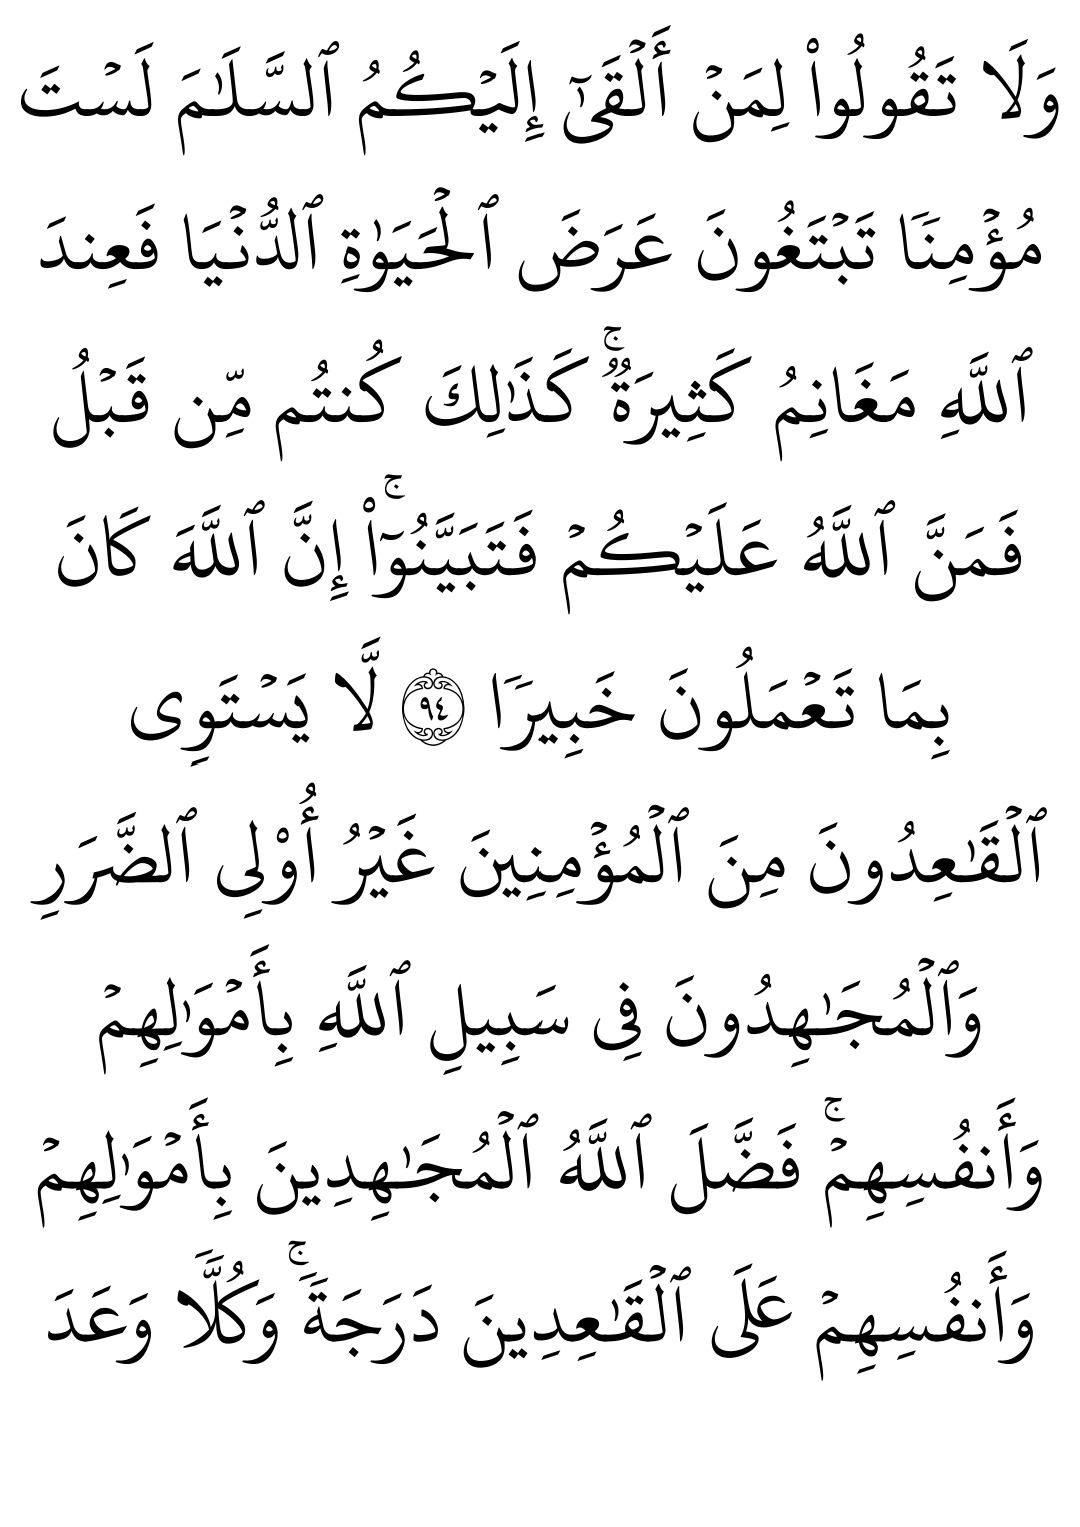 وَلَا تَقُولُوا۟ لِمَنْ أَلْقَىٰٓ إِلَيْكُمُ ٱلسَّلَـٰمَ لَسْتَ
مُؤْمِنًا تَبْتَغُونَ عَرَضَ ٱلْحَيَوٰةِ ٱلدُّنْيَا فَعِندَ
ٱللَّهِ مَغَانِمُ كَثِيرَةٌ ۚ كَذَٰلِكَ كُنتُم مِّن قَبْلُ
فَمَنَّ ٱللَّهُ عَلَيْكُمْ فَتَبَيَّنُوٓا۟ ۚ إِنَّ ٱللَّهَ كَانَ
بِمَا تَعْمَلُونَ خَبِيرًا ٩٤ لَّا يَسْتَوِى
ٱلْقَـٰعِدُونَ مِنَ ٱلْمُؤْمِنِينَ غَيْرُ أُو۟لِى ٱلضَّرَرِ
وَٱلْمُجَـٰهِدُونَ فِى سَبِيلِ ٱللَّهِ بِأَمْوَٰلِهِمْ
وَأَنفُسِهِمْ ۚ فَضَّلَ ٱللَّهُ ٱلْمُجَـٰهِدِينَ بِأَمْوَٰلِهِمْ
وَأَنفُسِهِمْ عَلَى ٱلْقَـٰعِدِينَ دَرَجَةً ۚ وَكُلًّا وَعَدَ